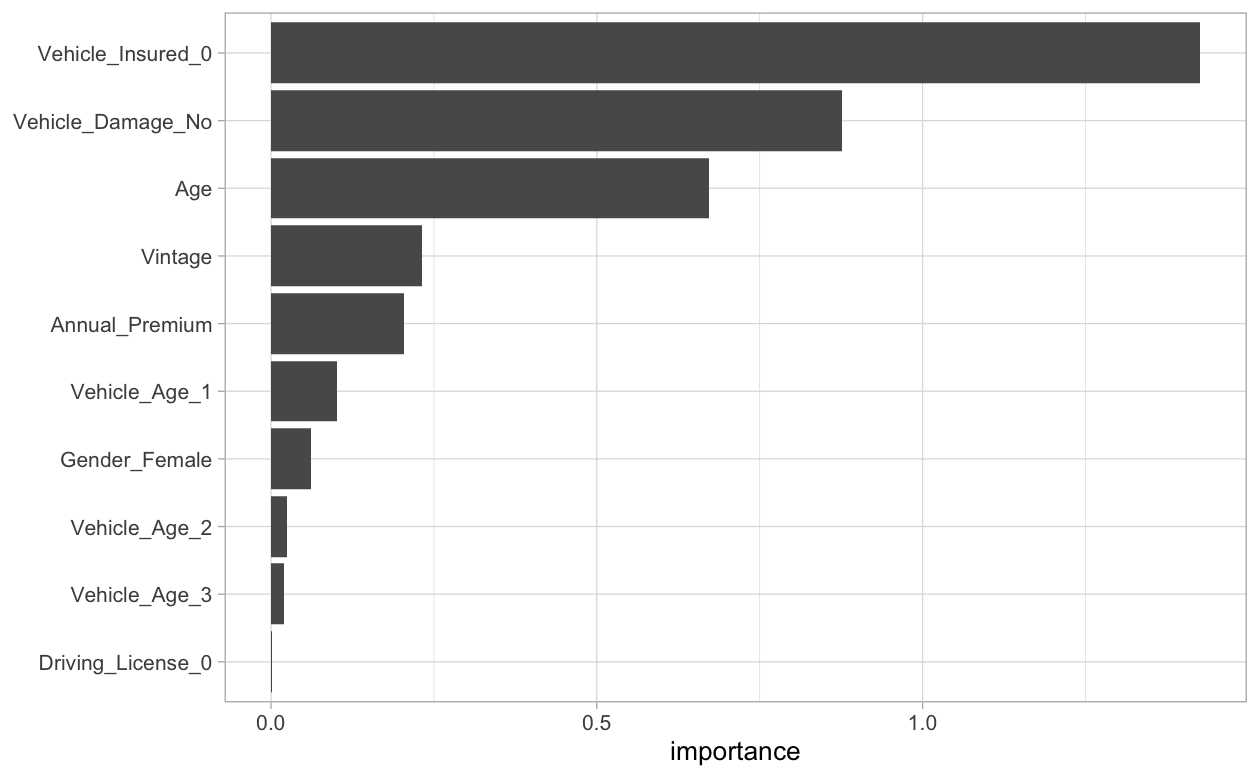 Vehicle_Insured_0
Vehicle_Damage_No
Age
Vintage
Annual_Premium
Vehicle_Age_1
Gender_Female
Vehicle_Age_2
Vehicle_Age_3
Driving_License_0
0.0 0.5 1.0
importance